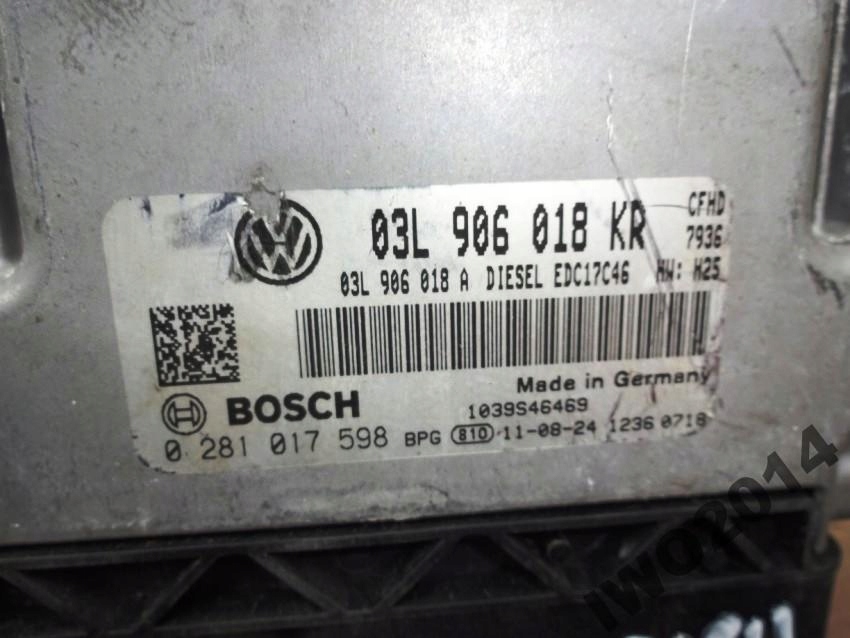 03L 906 018 KR
CFHD
7936
03L 906 018 A DIESEL EDC17C46 HW: H25
Made in Germany
BOSCH
1039S46469
0 281 017 598 BPG 810 11-08-24 1236 0718
iwo2014